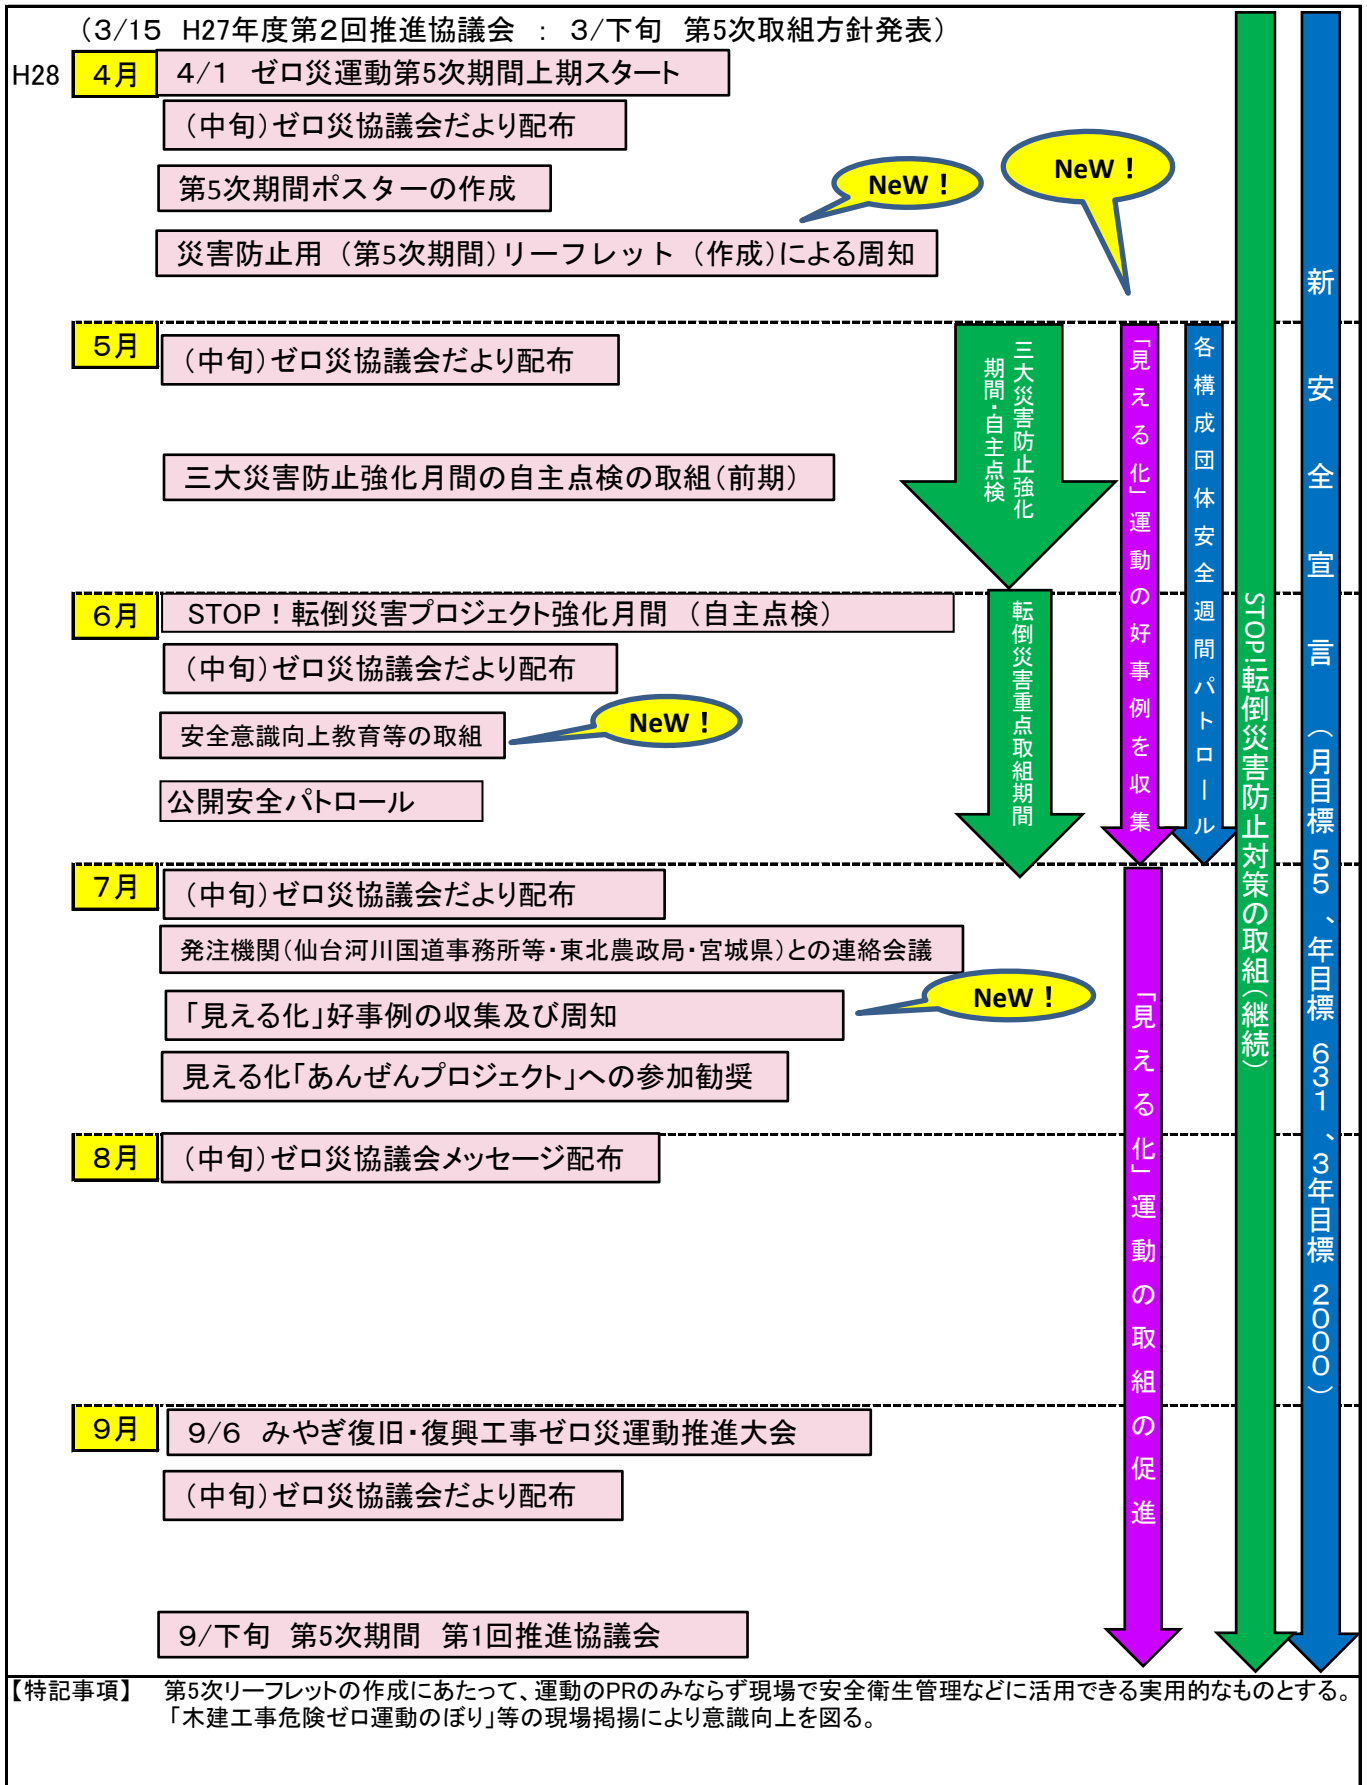 （3/15　H27年度第2回推進協議会　：　3/下旬　第5次取組方針発表）
H28
4月
4/1　ゼロ災運動第5次期間上期スタート
（中旬）ゼロ災協議会だより配布
第5次期間ポスターの作成
NeW！
NeW！
災害防止用（第5次期間）リーフレット（作成）による周知
5月
（中旬）ゼロ災協議会だより配布
三大災害防止強化月間の自主点検の取組（前期）
三大災害防止強化
期間・自主点検
「見える化」運動の好事例を収集
各構成団体安全週間パトロール
STOP!転倒災害防止対策の取組（継続）
新安全宣言（月目標55、年目標631、3年目標2000）
6月
STOP！転倒災害プロジェクト強化月間（自主点検）
（中旬）ゼロ災協議会だより配布
安全意識向上教育等の取組
NeW！
公開安全パトロール
転倒災害重点取組期間
7月
（中旬）ゼロ災協議会だより配布
発注機関（仙台河川国道事務所等・東北農政局・宮城県）との連絡会議
「見える化」好事例の収集及び周知
NeW！
見える化「あんぜんプロジェクト」への参加勧奨
「見える化」運動の取組の促進
8月
（中旬）ゼロ災協議会メッセージ配布
9月
9/6　みやぎ復旧・復興工事ゼロ災運動推進大会
（中旬）ゼロ災協議会だより配布
9/下旬　第5次期間　第1回推進協議会
【特記事項】　第5次リーフレットの作成にあたって、運動のPRのみならず現場で安全衛生管理などに活用できる実用的なものとする。
「木建工事危険ゼロ運動のぼり」等の現場掲揚により意識向上を図る。